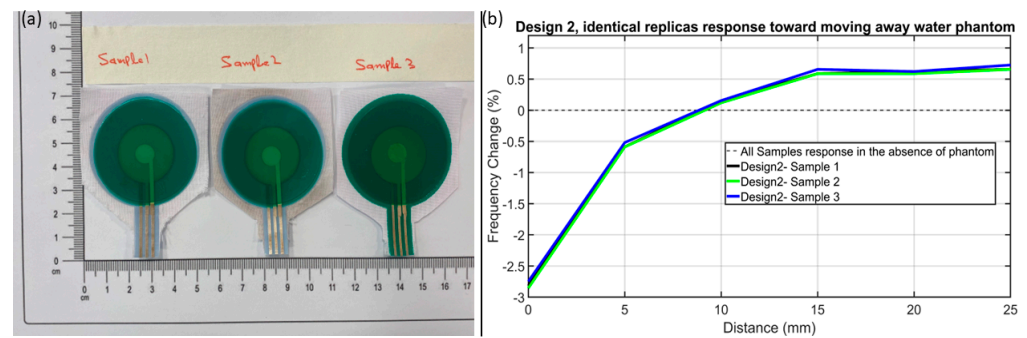 (a)
10
9
8
7
6
5
4
3
2
1
0
cm
Sample 1
Sample 2
Sample 3
0 1 2 3 4 5 6 7 8 9 10 11 12 13 14 15 16 17
cm
(b)
Design 2, identical replicas response toward moving away water phantom
Frequency Change (%)
1
0.5
0
-0.5
-1
-1.5
-2
-2.5
-3
All Samples response in the absence of phantom
Design2- Sample 1
Design2- Sample 2
Design2- Sample 3
0 5 10 15 20 25
Distance (mm)